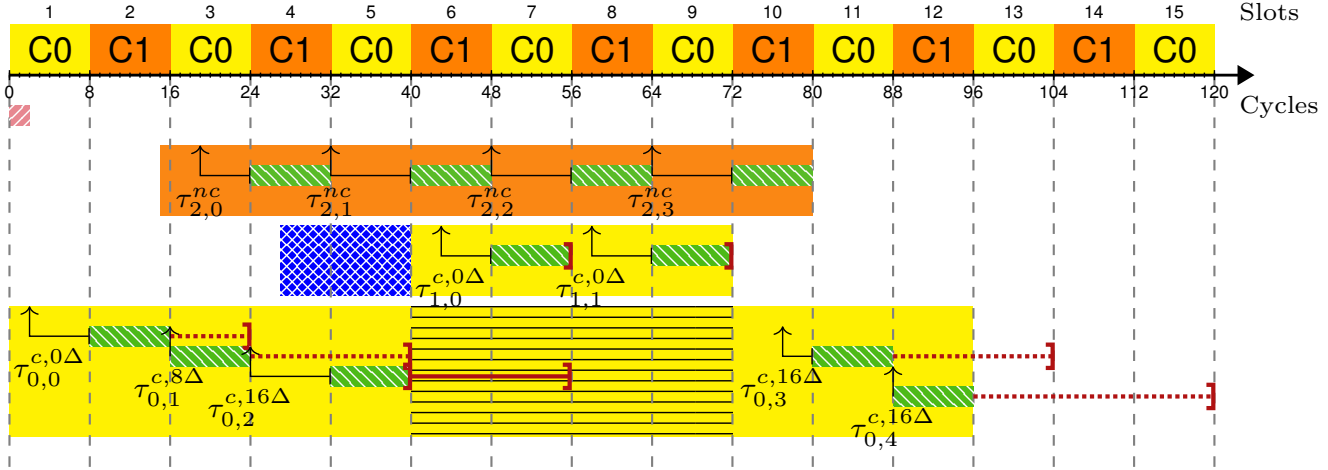 1 2 3 4 5 6 7 8 9 10 11 12 13 14 15 Slots
C0 C1 C0 C1 C0 C1 C0 C1 C0 C1 C0 C1 C0 C1 C0
0 8 16 24 32 40 48 56 64 72 80 88 96 104 112 120 Cycles
τ^{nc}_{2,0} τ^{nc}_{2,1} τ^{nc}_{2,2} τ^{nc}_{2,3}
τ^{c,0Δ}_{1,0} τ^{c,0Δ}_{1,1}
τ^{c,0Δ}_{0,0} τ^{c,8Δ}_{0,1} τ^{c,16Δ}_{0,2} τ^{c,16Δ}_{0,3} τ^{c,16Δ}_{0,4}